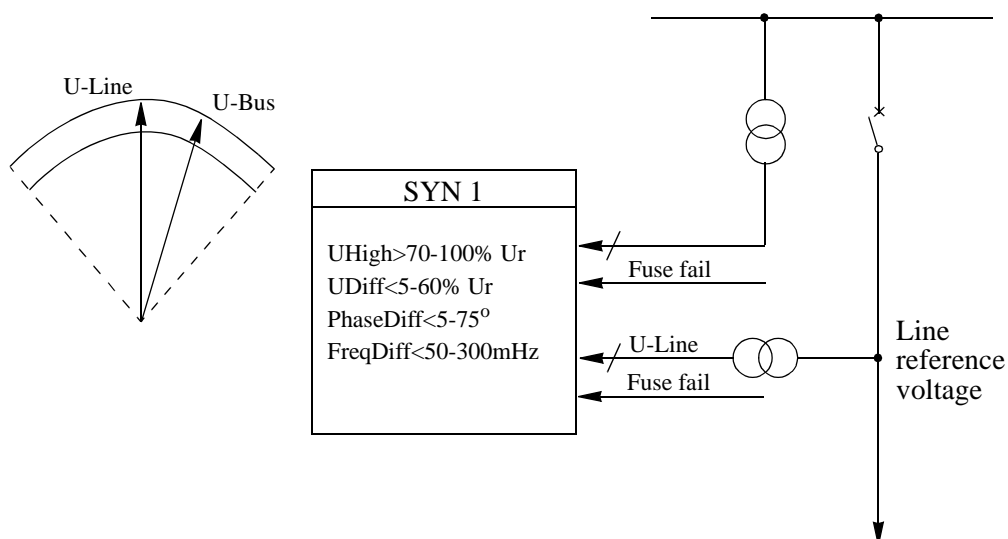 U-Line
U-Bus
SYN 1
UHigh>70-100% Ur
UDiff<5-60% Ur
PhaseDiff<5-75º
FreqDiff<50-300mHz
Fuse fail
U-Line
Fuse fail
Line
reference
voltage